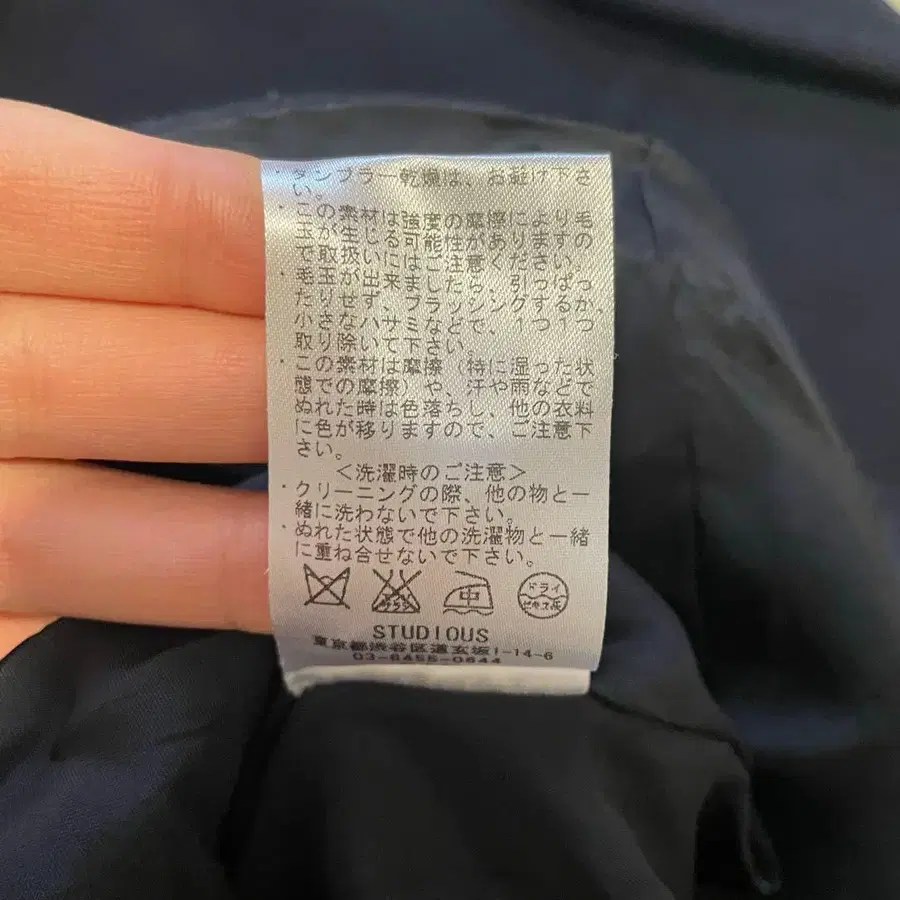 ・タンブラー乾燥は、お避け下さ
い。
・この素材は強度の摩擦により毛
玉が生じる可能性がありますの
で取扱いにはご注意ください。
・毛玉が出来ましたら、引っぱっ
たりせず、ブラッシングするか、
小さなハサミなどで、1つ1つ
取り除いて下さい。
・この素材は摩擦（特に湿った状
態での摩擦）や 汗や雨などで
ぬれた時は色落ちし、他の衣料
に色が移りますので、ご注意下
さい。
＜洗濯時のご注意＞
・クリーニングの際、他の物と一
緒に洗わないで下さい。
・ぬれた状態で他の洗濯物と一緒
に重ね合せないで下さい。
エンソサラシ 中 ドライ セキユ系
STUDIOUS
東京都渋谷区道玄坂1-14-6
03-6455-0844